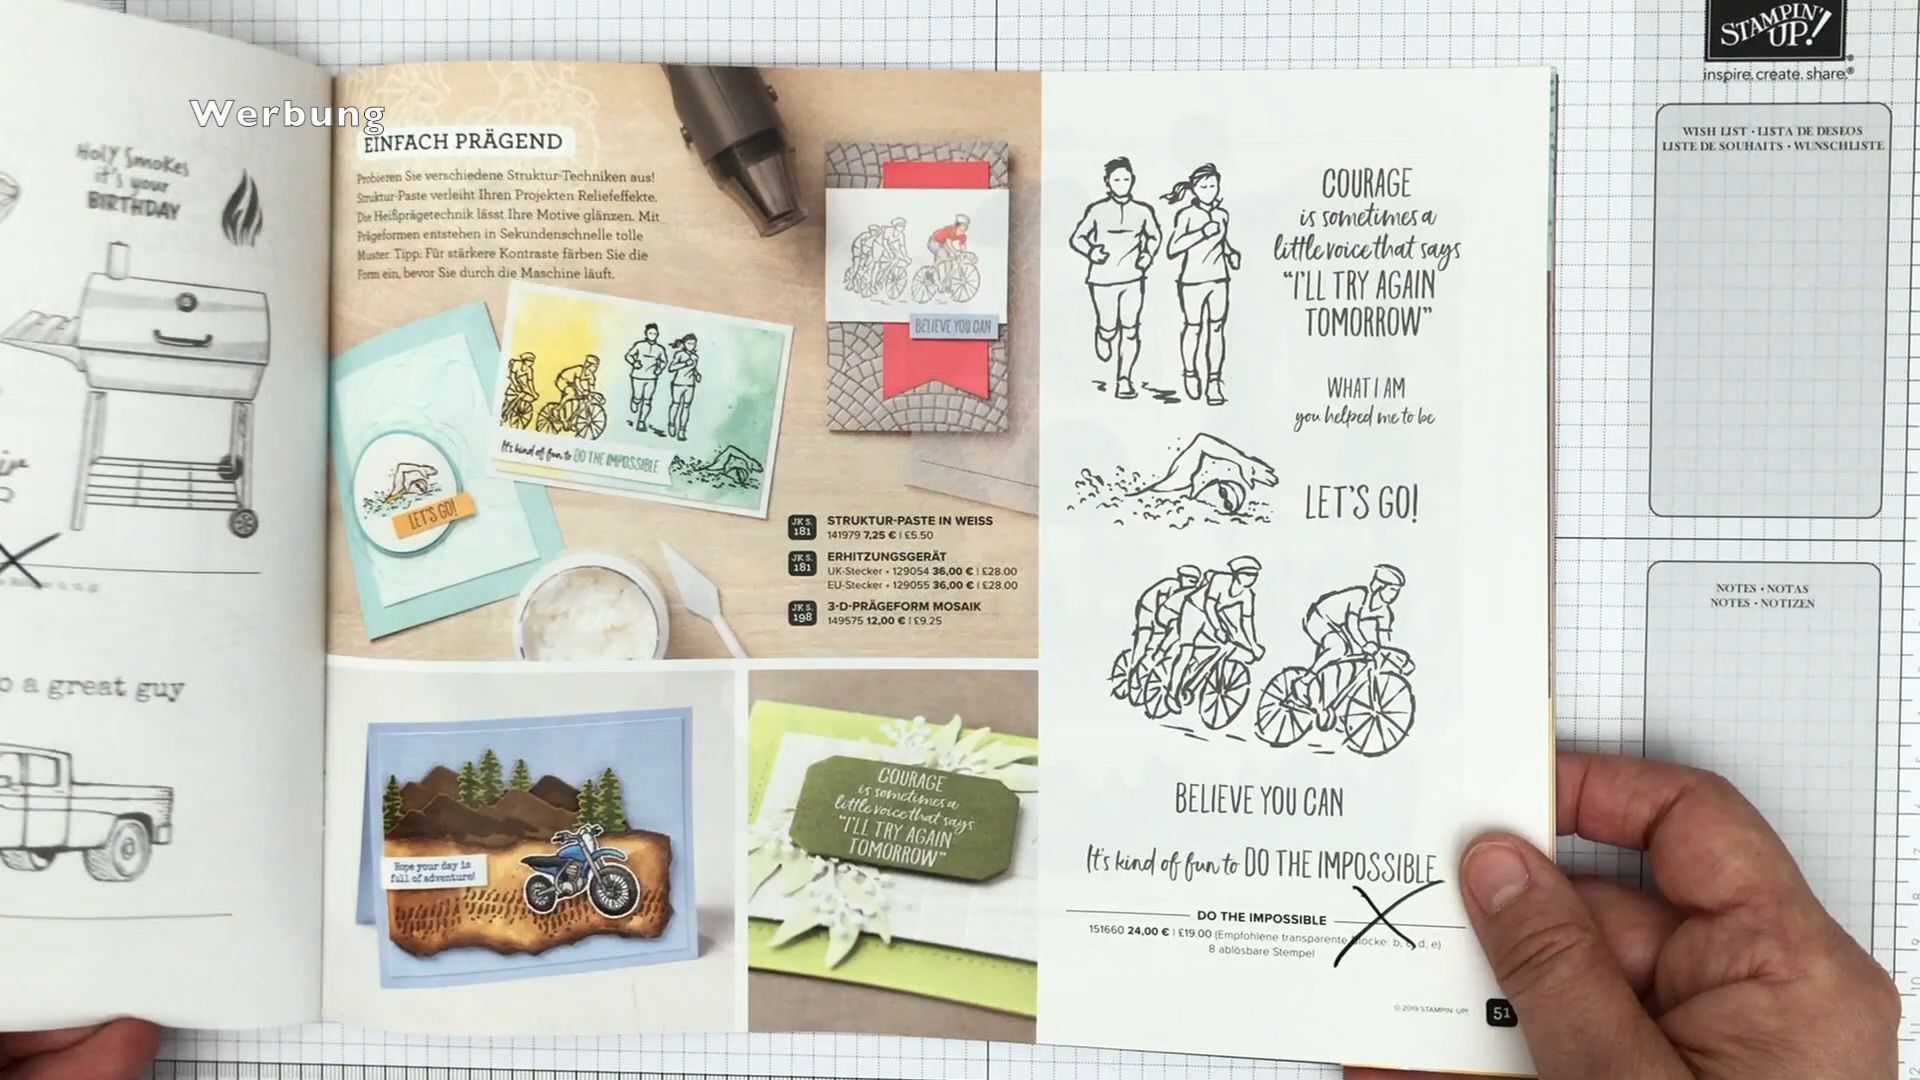 Werbung
Holy Smokes
it's your
BIRTHDAY
o a great guy
EINFACH PRÄGEND
Probieren Sie verschiedene Struktur-Techniken aus!
Struktur-Paste verleiht Ihren Projekten Reliefeffekte.
Die Heißprägetechnik lässt Ihre Motive glänzen. Mit
Prägeformen entstehen in Sekundenschnelle tolle
Muster. Tipp: Für stärkere Kontraste färben Sie die
Form ein, bevor Sie durch die Maschine läuft.
BELIEVE YOU CAN
It's kind of fun to DO THE IMPOSSIBLE
LET'S GO!
JK S.
181
STRUKTUR-PASTE IN WEISS
141979 7,25 € | £5.50
JK S.
181
ERHITZUNGSGERÄT
UK-Stecker • 129054 36,00 € | £28.00
EU-Stecker • 129055 36,00 € | £28.00
JK S.
198
3-D-PRÄGEFORM MOSAIK
149575 12,00 € | £9.25
Hope your day is
full of adventure!
COURAGE
is sometimes a
little voice that says
"I'LL TRY AGAIN
TOMORROW"
COURAGE
is sometimes a
little voice that says
"I'LL TRY AGAIN
TOMORROW"
WHAT I AM
you helped me to be
LET'S GO!
BELIEVE YOU CAN
It's kind of fun to DO THE IMPOSSIBLE
DO THE IMPOSSIBLE
151660 24,00 € | £19.00 (Empfohlene transparente Blöcke: b, c, d, e)
8 ablösbare Stempel
© 2019 STAMPIN' UP!
51
STAMPIN' UP!
inspire. create. share.®
WISH LIST • LISTA DE DESEOS
LISTE DE SOUHAITS • WUNSCHLISTE
NOTES • NOTAS
NOTES • NOTIZEN